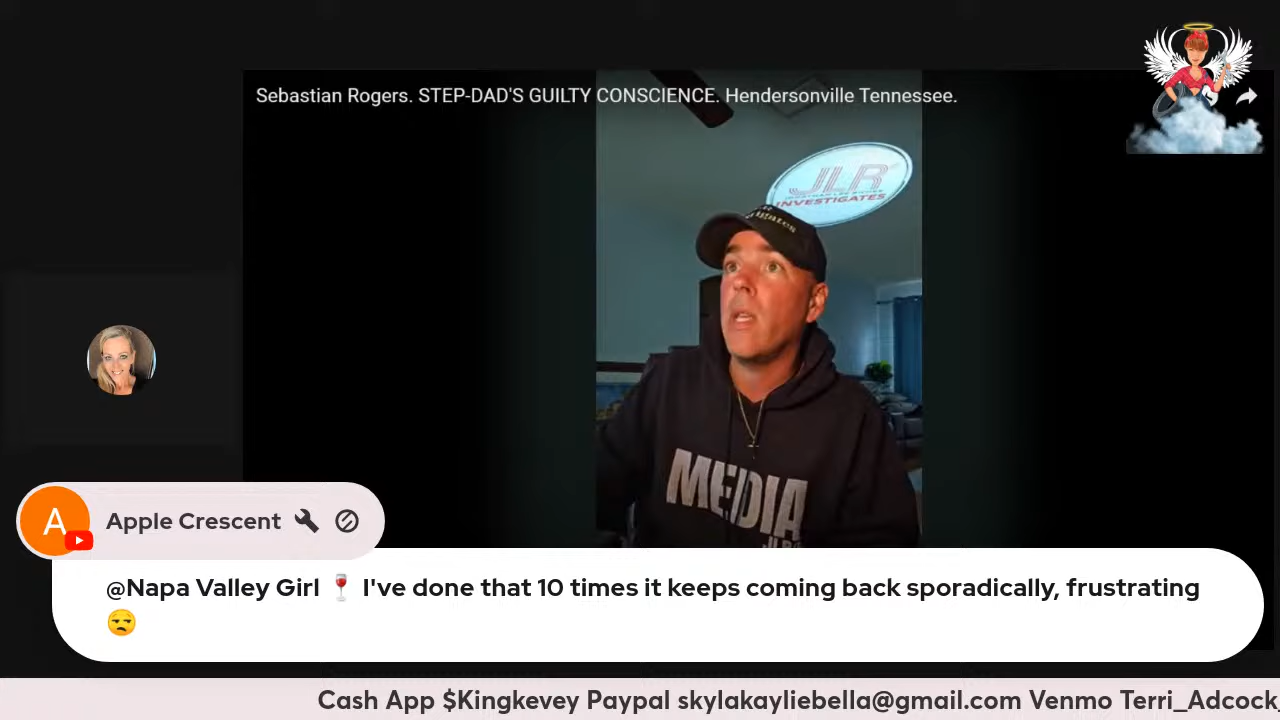 Sebastian Rogers. STEP-DAD'S GUILTY CONSCIENCE. Hendersonville Tennessee.
JLR
INVESTIGATES
MEDIA
A
Apple Crescent
@Napa Valley Girl 🍷 I've done that 10 times it keeps coming back sporadically, frustrating
😒
Cash App $Kingkevey Paypal skylakayliebella@gmail.com Venmo Terri_Adcock_